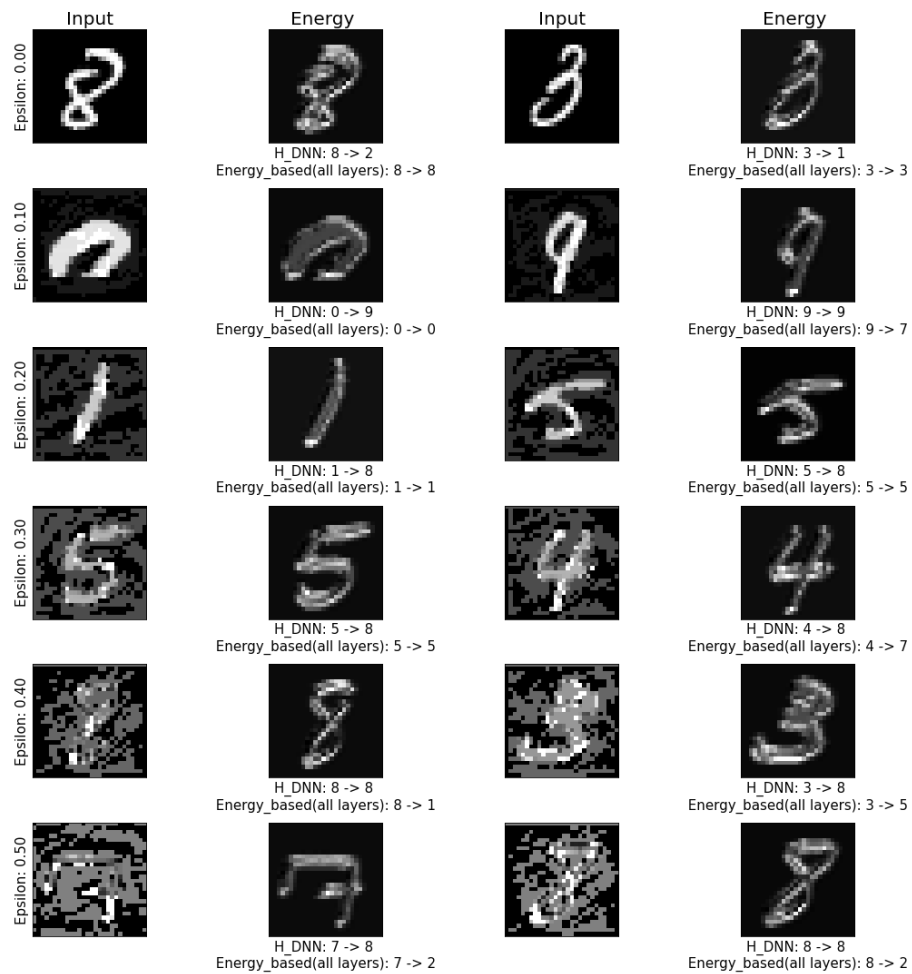 Input Energy Input Energy
Epsilon: 0.00
H_DNN: 8 -> 2 H_DNN: 3 -> 1
Energy_based(all layers): 8 -> 8 Energy_based(all layers): 3 -> 3
Epsilon: 0.10
H_DNN: 0 -> 9 H_DNN: 9 -> 9
Energy_based(all layers): 0 -> 0 Energy_based(all layers): 9 -> 7
Epsilon: 0.20
H_DNN: 1 -> 8 H_DNN: 5 -> 8
Energy_based(all layers): 1 -> 1 Energy_based(all layers): 5 -> 5
Epsilon: 0.30
H_DNN: 5 -> 8 H_DNN: 4 -> 8
Energy_based(all layers): 5 -> 5 Energy_based(all layers): 4 -> 7
Epsilon: 0.40
H_DNN: 8 -> 8 H_DNN: 3 -> 8
Energy_based(all layers): 8 -> 1 Energy_based(all layers): 3 -> 5
Epsilon: 0.50
H_DNN: 7 -> 8 H_DNN: 8 -> 8
Energy_based(all layers): 7 -> 2 Energy_based(all layers): 8 -> 2